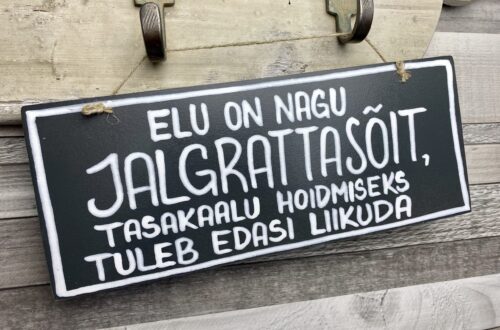 ELU ON NAGU
JALGRATTASÕIT,
TASAKAALU HOIDMISEKS
TULEB EDASI LIIKUDA